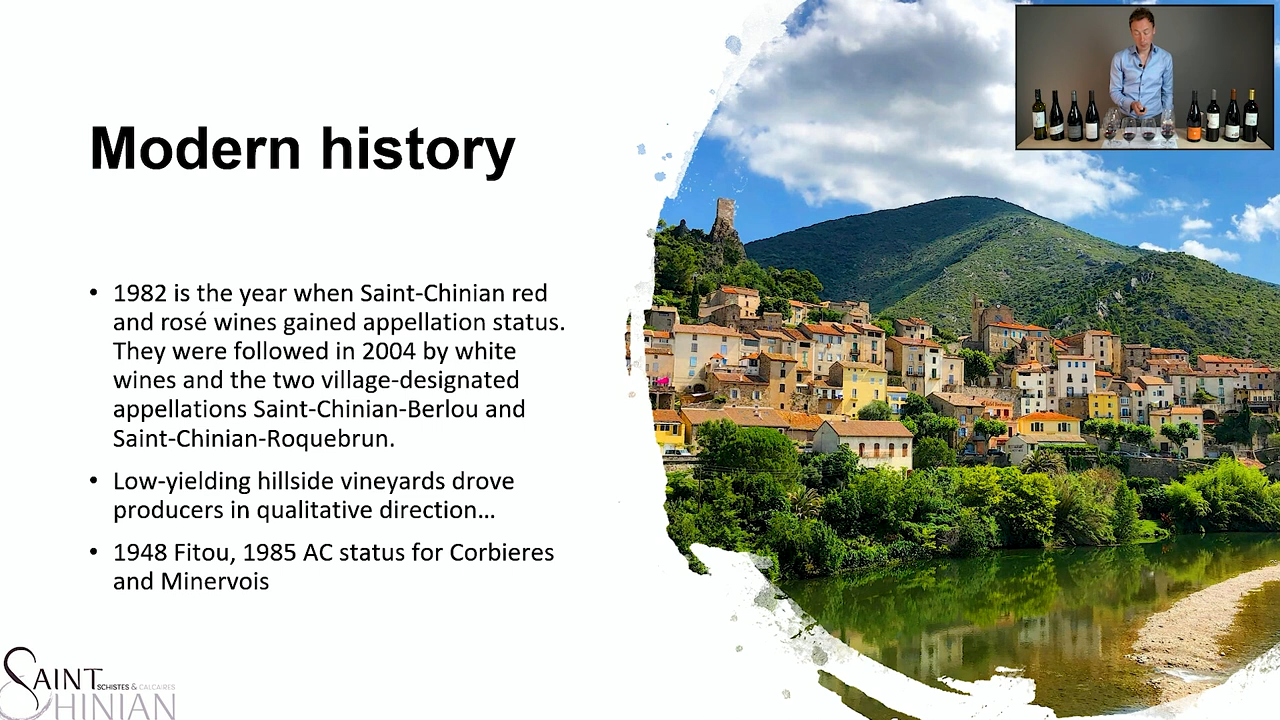 Modern history
• 1982 is the year when Saint-Chinian red
and rosé wines gained appellation status.
They were followed in 2004 by white
wines and the two village-designated
appellations Saint-Chinian-Berlou and
Saint-Chinian-Roquebrun.
• Low-yielding hillside vineyards drove
producers in qualitative direction…
• 1948 Fitou, 1985 AC status for Corbieres
and Minervois
SAINT
SCHISTES & CALCAIRES
CHINIAN